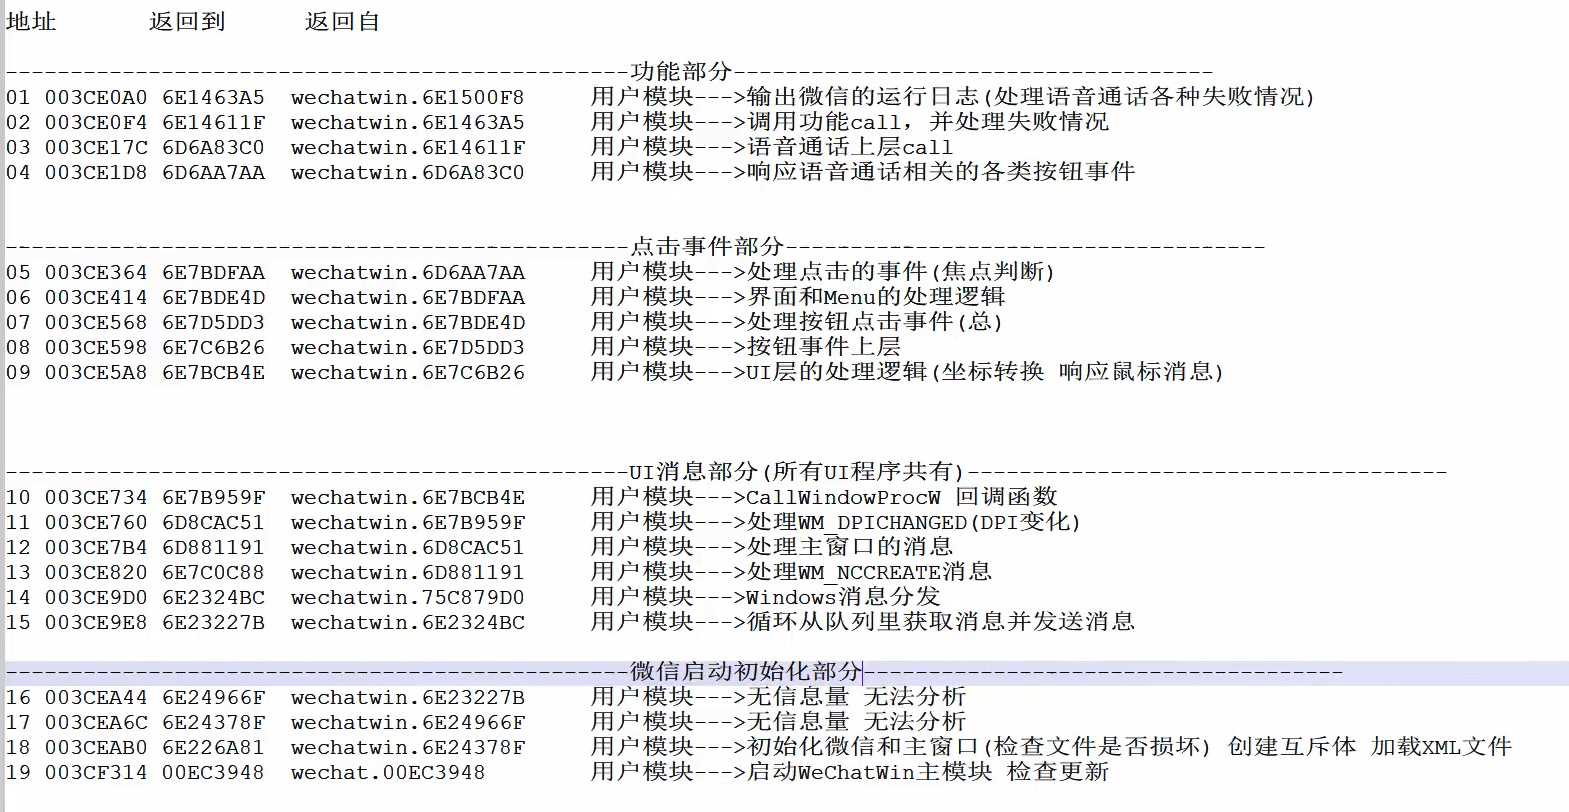 地址 返回到 返回自
------------------------------------------------功能部分-------------------------------------
01 003CE0A0 6E1463A5 wechatwin.6E1500F8 用户模块--->输出微信的运行日志(处理语音通话各种失败情况)
02 003CE0F4 6E14611F wechatwin.6E1463A5 用户模块--->调用功能call，并处理失败情况
03 003CE17C 6D6A83C0 wechatwin.6E14611F 用户模块--->语音通话上层call
04 003CE1D8 6D6AA7AA wechatwin.6D6A83C0 用户模块--->响应语音通话相关的各类按钮事件
------------------------------------------------点击事件部分-------------------------------------
05 003CE364 6E7BDFAA wechatwin.6D6AA7AA 用户模块--->处理点击的事件(焦点判断)
06 003CE414 6E7BDE4D wechatwin.6E7BDFAA 用户模块--->界面和Menu的处理逻辑
07 003CE568 6E7D5DD3 wechatwin.6E7BDE4D 用户模块--->处理按钮点击事件(总)
08 003CE598 6E7C6B26 wechatwin.6E7D5DD3 用户模块--->按钮事件上层
09 003CE5A8 6E7BCB4E wechatwin.6E7C6B26 用户模块--->UI层的处理逻辑(坐标转换 响应鼠标消息)
------------------------------------------------UI消息部分(所有UI程序共有)-------------------------------------
10 003CE734 6E7B959F wechatwin.6E7BCB4E 用户模块--->CallWindowProcW 回调函数
11 003CE760 6D8CAC51 wechatwin.6E7B959F 用户模块--->处理WM_DPICHANGED(DPI变化)
12 003CE7B4 6D881191 wechatwin.6D8CAC51 用户模块--->处理主窗口的消息
13 003CE820 6E7C0C88 wechatwin.6D881191 用户模块--->处理WM_NCCREATE消息
14 003CE9D0 6E2324BC wechatwin.75C879D0 用户模块--->Windows消息分发
15 003CE9E8 6E23227B wechatwin.6E2324BC 用户模块--->循环从队列里获取消息并发送消息
------------------------------------------------微信启动初始化部分-------------------------------------
16 003CEA44 6E24966F wechatwin.6E23227B 用户模块--->无信息量 无法分析
17 003CEA6C 6E24378F wechatwin.6E24966F 用户模块--->无信息量 无法分析
18 003CEAB0 6E226A81 wechatwin.6E24378F 用户模块--->初始化微信和主窗口(检查文件是否损坏) 创建互斥体 加载XML文件
19 003CF314 00EC3948 wechat.00EC3948 用户模块--->启动WeChatWin主模块 检查更新